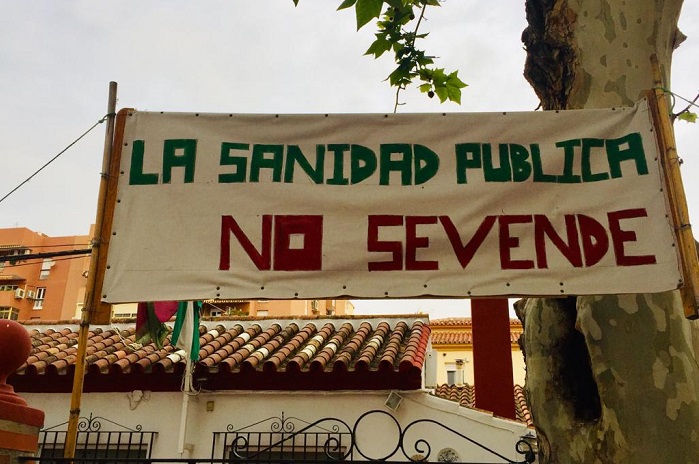 LA SANIDAD PUBLICA
NO SEVENDE